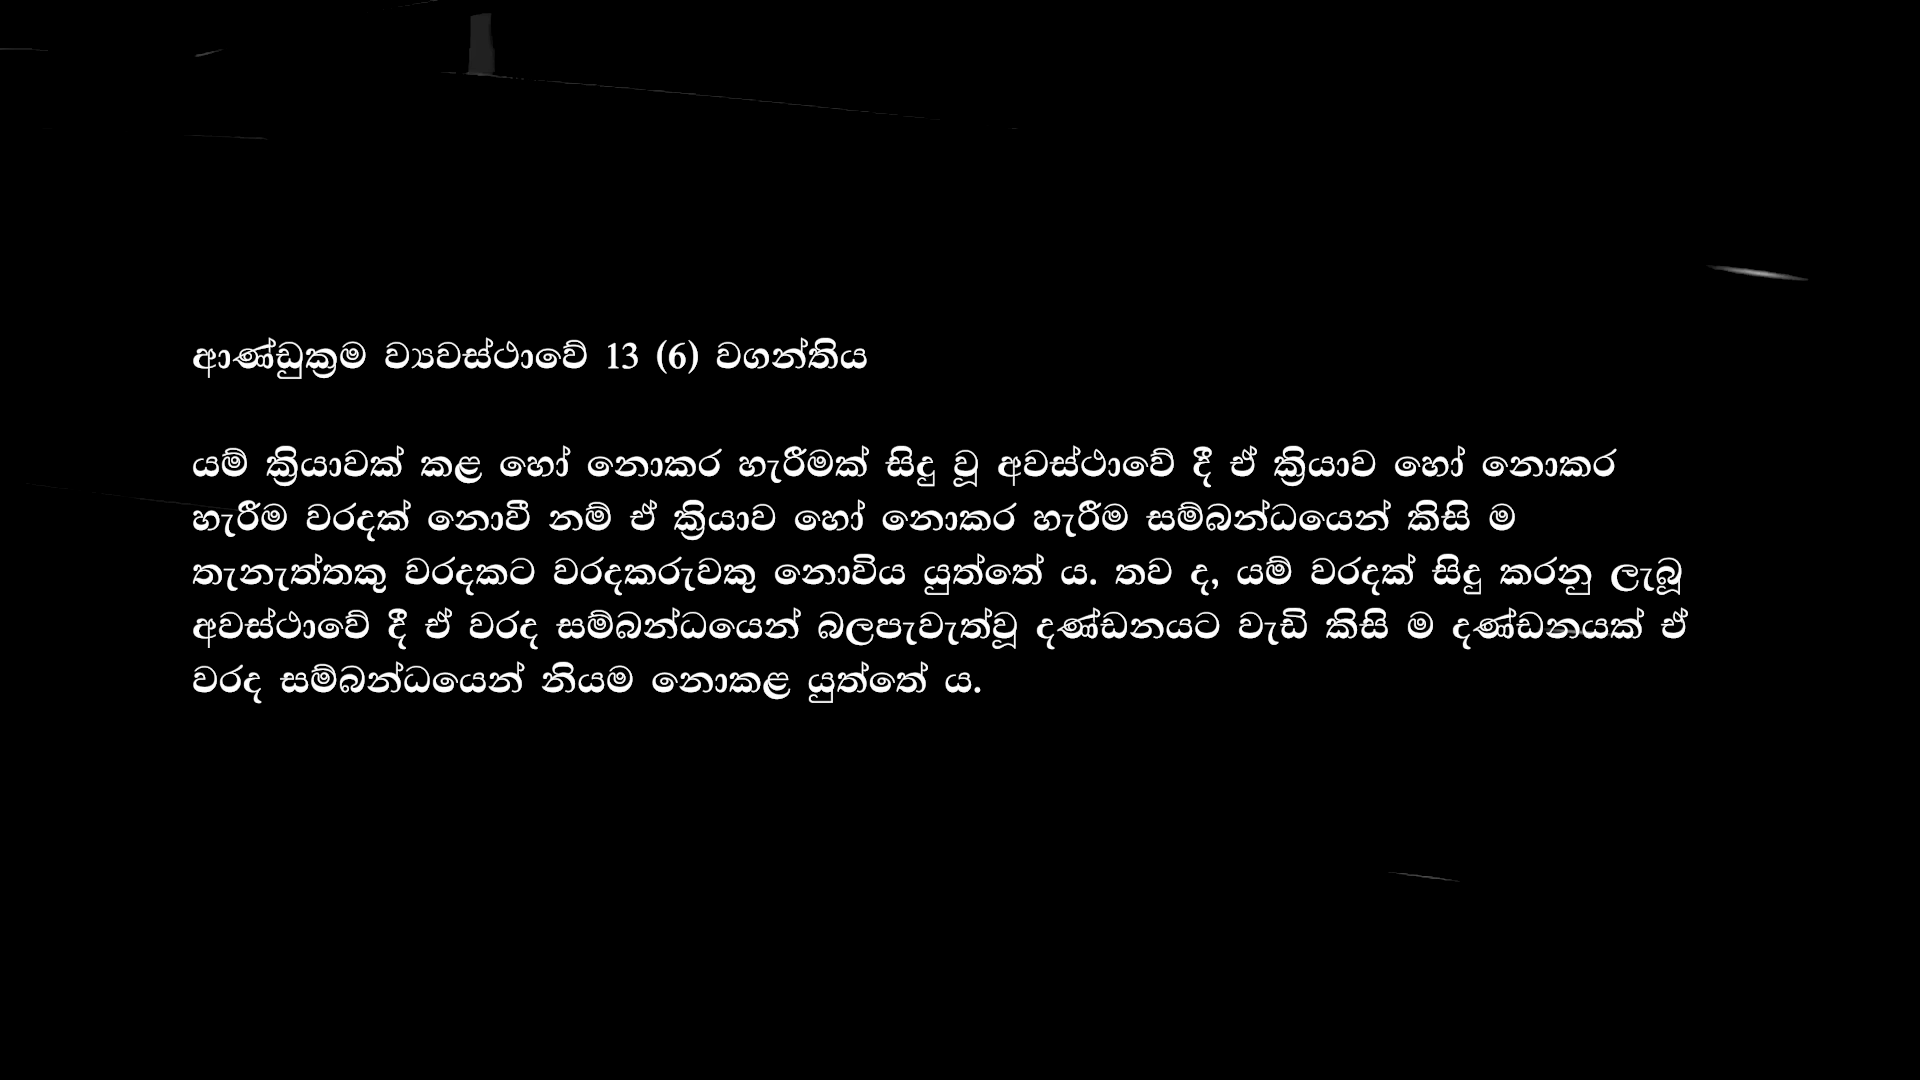 ආණ්ඩුක්‍රම ව්‍යවස්ථාවේ 13 (6) වගන්තිය
යම් ක්‍රියාවක් කළ හෝ නොකර හැරීමක් සිදු වූ අවස්ථාවේ දී ඒ ක්‍රියාව හෝ නොකර
හැරීම වරදක් නොවී නම් ඒ ක්‍රියාව හෝ නොකර හැරීම සම්බන්ධයෙන් කිසි ම
තැනැත්තකු වරදකට වරදකරුවකු නොවිය යුත්තේ ය. තව ද, යම් වරදක් සිදු කරනු ලැබූ
අවස්ථාවේ දී ඒ වරද සම්බන්ධයෙන් බලපැවැත්වූ දණ්ඩනයට වැඩි කිසි ම දණ්ඩනයක් ඒ
වරද සම්බන්ධයෙන් නියම නොකළ යුත්තේ ය.